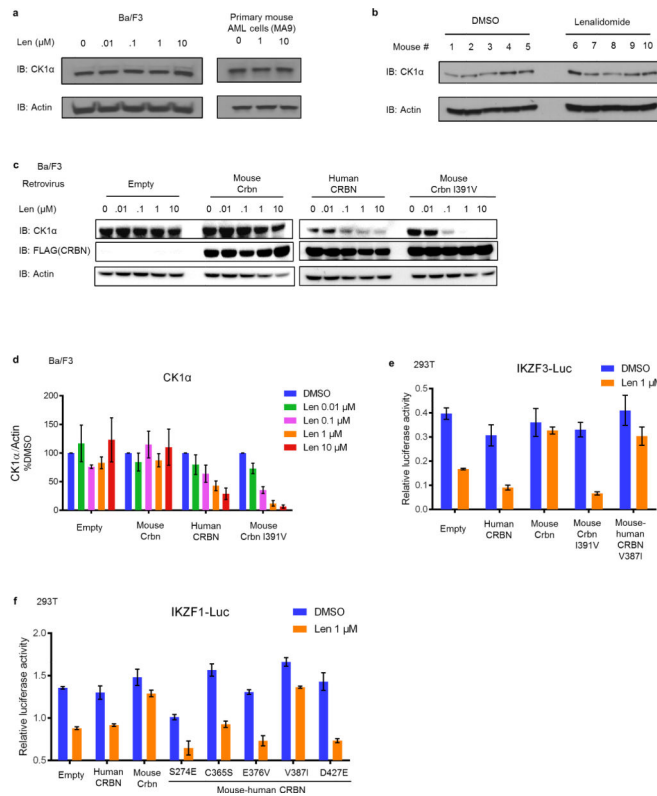 a
Ba/F3
Primary mouse
AML cells (MA9)
Len (µM)
0 .01 .1 1 10
0 1 10
IB: CK1α
IB: Actin
b
DMSO
Lenalidomide
Mouse #
1 2 3 4 5
6 7 8 9 10
IB: CK1α
IB: Actin
c
Ba/F3
Retrovirus
Empty
Mouse
Crbn
Human
CRBN
Mouse
Crbn I391V
Len (µM)
0 .01 .1 1 10
0 .01 .1 1 10
0 .01 .1 1 10
0 .01 .1 1 10
IB: CK1α
IB: FLAG(CRBN)
IB: Actin
d
Ba/F3
CK1α
CK1α/Actin
%DMSO
200
150
100
50
0
DMSO
Len 0.01 µM
Len 0.1 µM
Len 1 µM
Len 10 µM
Empty
Mouse
Crbn
Human
CRBN
Mouse
Crbn I391V
e
293T
IKZF3-Luc
DMSO
Len 1 µ
Relative luciferase activity
0.5
0.4
0.3
0.2
0.1
0.0
Empty
Human
CRBN
Mouse
Crbn
Mouse
Crbn
I391V
Mouse-
human
CRBN
V387I
f
293T
IKZF1-Luc
DMSO
Len 1 µM
Relative luciferase activity
2.0
1.5
1.0
0.5
Empty
Human
CRBN
Mouse
Crbn
S274E
C365S
E376V
V387I
D427E
Mouse-human CRBN